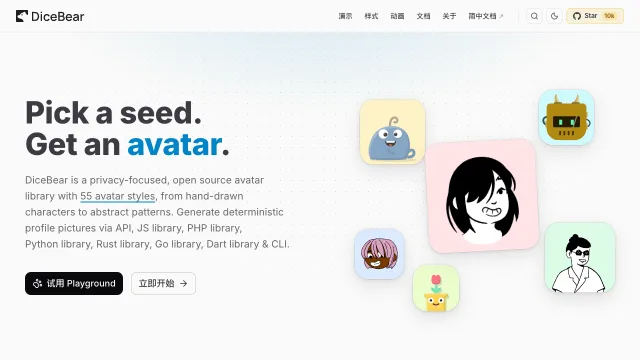 DiceBear
演示 样式 动画 文档 关于 简中文档 ↗ Star 10k
Pick a seed.
Get an avatar.
DiceBear is a privacy-focused, open source avatar
library with 55 avatar styles, from hand-drawn
characters to abstract patterns. Generate deterministic
profile pictures via API, JS library, PHP library,
Python library, Rust library, Go library, Dart library & CLI.
试用 Playground 立即开始 →